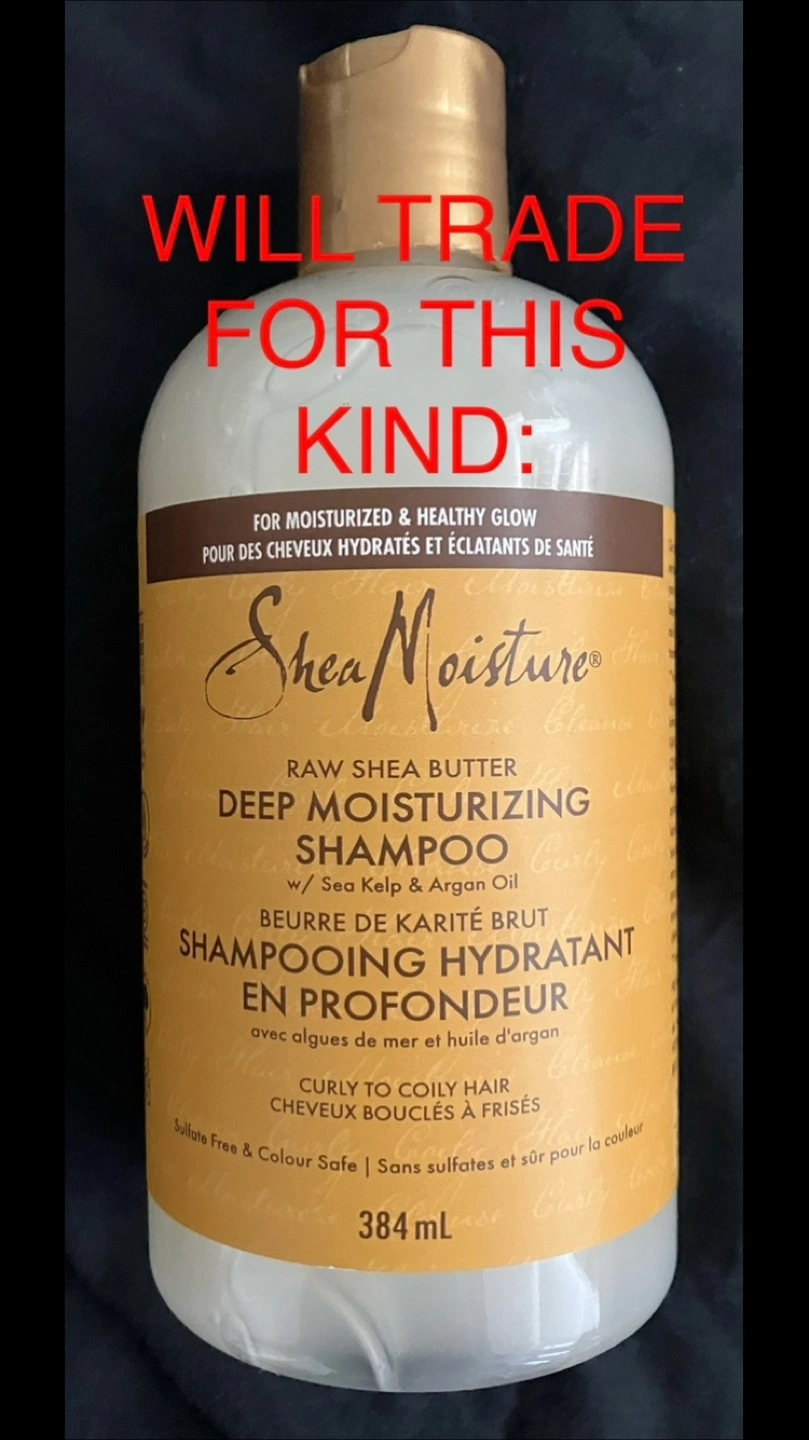 WILL TRADE
FOR THIS
KIND:
FOR MOISTURIZED & HEALTHY GLOW
POUR DES CHEVEUX HYDRATÉS ET ÉCLATANTS DE SANTÉ
SheaMoisture®
RAW SHEA BUTTER
DEEP MOISTURIZING
SHAMPOO
w/ Sea Kelp & Argan Oil
BEURRE DE KARITÉ BRUT
SHAMPOOING HYDRATANT
EN PROFONDEUR
avec algues de mer et huile d'argan
CURLY TO COILY HAIR
CHEVEUX BOUCLÉS À FRISÉS
Sulfate Free & Colour Safe | Sans sulfates et sûr pour la couleur
384 mL